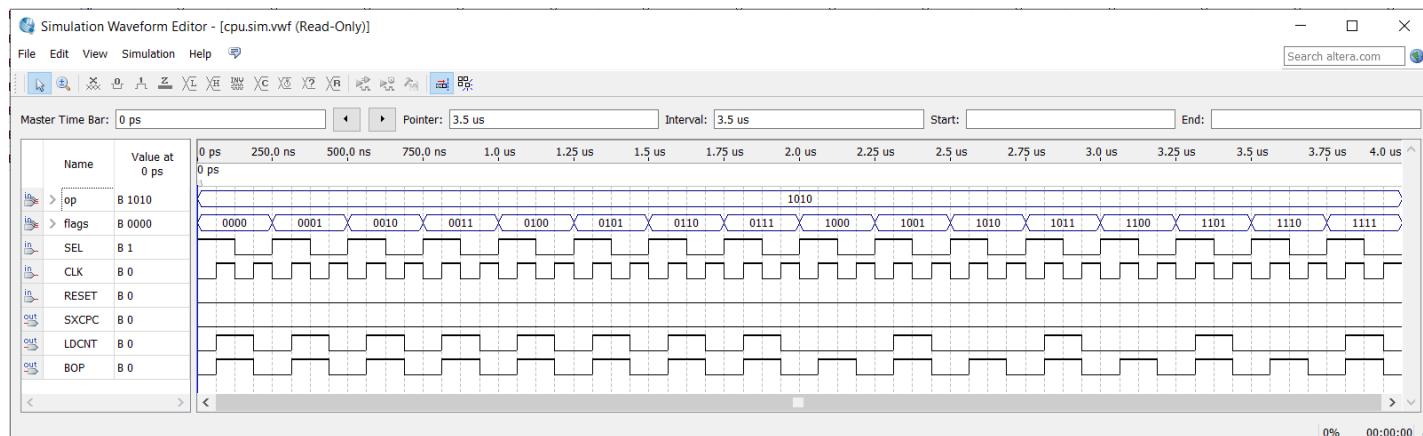 Simulation Waveform Editor - [cpu.sim.vwf (Read-Only)]
File Edit View Simulation Help
Search altera.com
Master Time Bar: 0 ps Pointer: 3.5 us Interval: 3.5 us Start: End:
Name Value at 0 ps
0 ps 250.0 ns 500.0 ns 750.0 ns 1.0 us 1.25 us 1.5 us 1.75 us 2.0 us 2.25 us 2.5 us 2.75 us 3.0 us 3.25 us 3.5 us 3.75 us 4.0 us
0 ps
op B 1010 1010
flags B 0000 0000 0001 0010 0011 0100 0101 0110 0111 1000 1001 1010 1011 1100 1101 1110 1111
SEL B 1
CLK B 0
RESET B 0
SXCPC B 0
LDCNT B 0
BOP B 0
0% 00:00:00